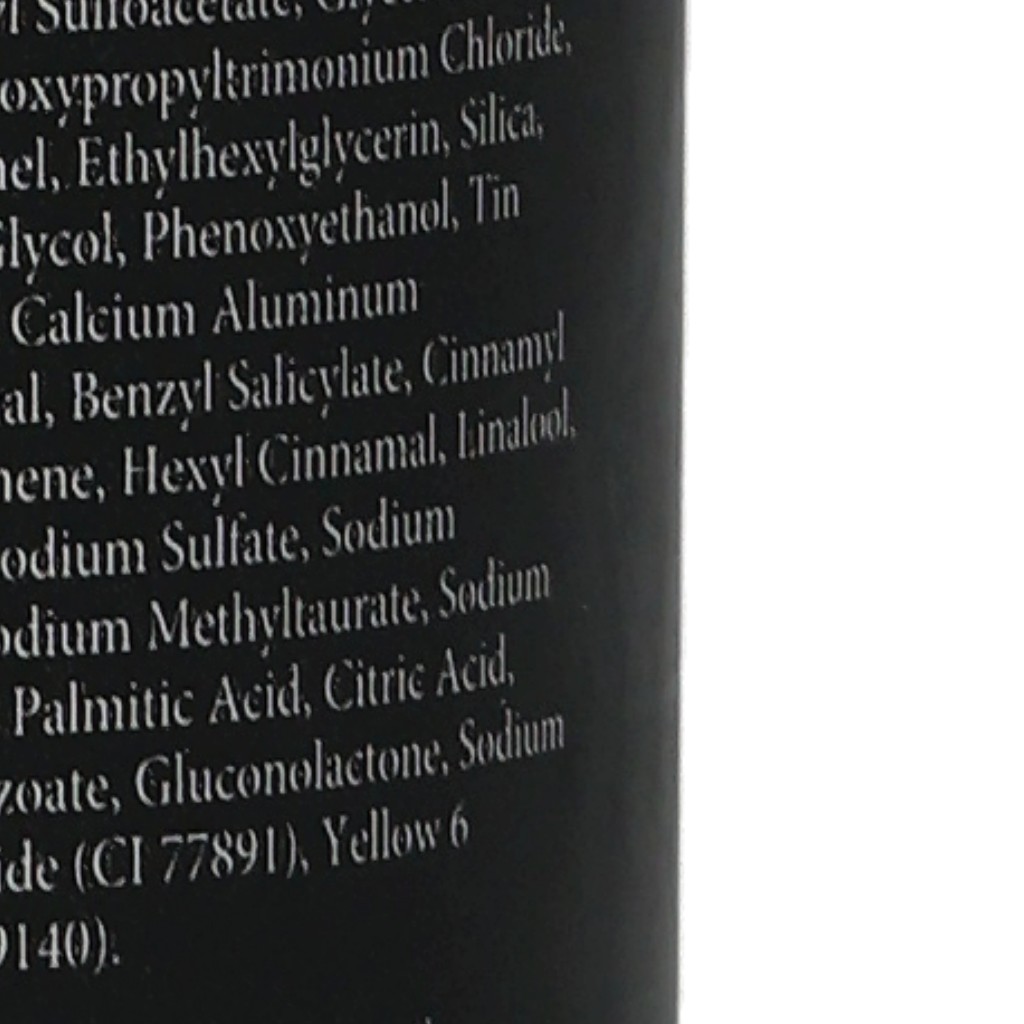 Sulfoacetate,
oxypropyltrimonium Chloride,
nel, Ethylhexylglycerin, Silica,
Glycol, Phenoxyethanol, Tin
Calcium Aluminum
al, Benzyl Salicylate, Cinnamyl
nene, Hexyl Cinnamal, Linalool,
odium Sulfate, Sodium
odium Methyltaurate, Sodium
Palmitic Acid, Citric Acid,
zoate, Gluconolactone, Sodium
ide (CI 77891), Yellow 6
9140).